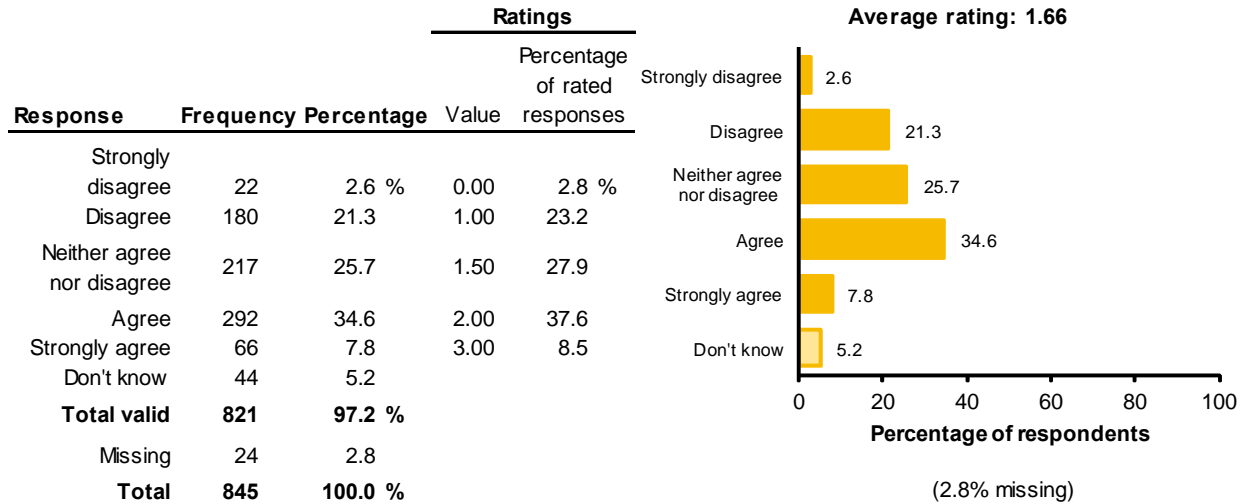 Ratings
Response Frequency Percentage Value Percentage of rated responses
Strongly disagree 22 2.6 % 0.00 2.8 %
Disagree 180 21.3 1.00 23.2
Neither agree nor disagree 217 25.7 1.50 27.9
Agree 292 34.6 2.00 37.6
Strongly agree 66 7.8 3.00 8.5
Don't know 44 5.2
Total valid 821 97.2 %
Missing 24 2.8
Total 845 100.0 %
Average rating: 1.66
Strongly disagree 2.6
Disagree 21.3
Neither agree
nor disagree 25.7
Agree 34.6
Strongly agree 7.8
Don't know 5.2
0 20 40 60 80 100
Percentage of respondents
(2.8% missing)